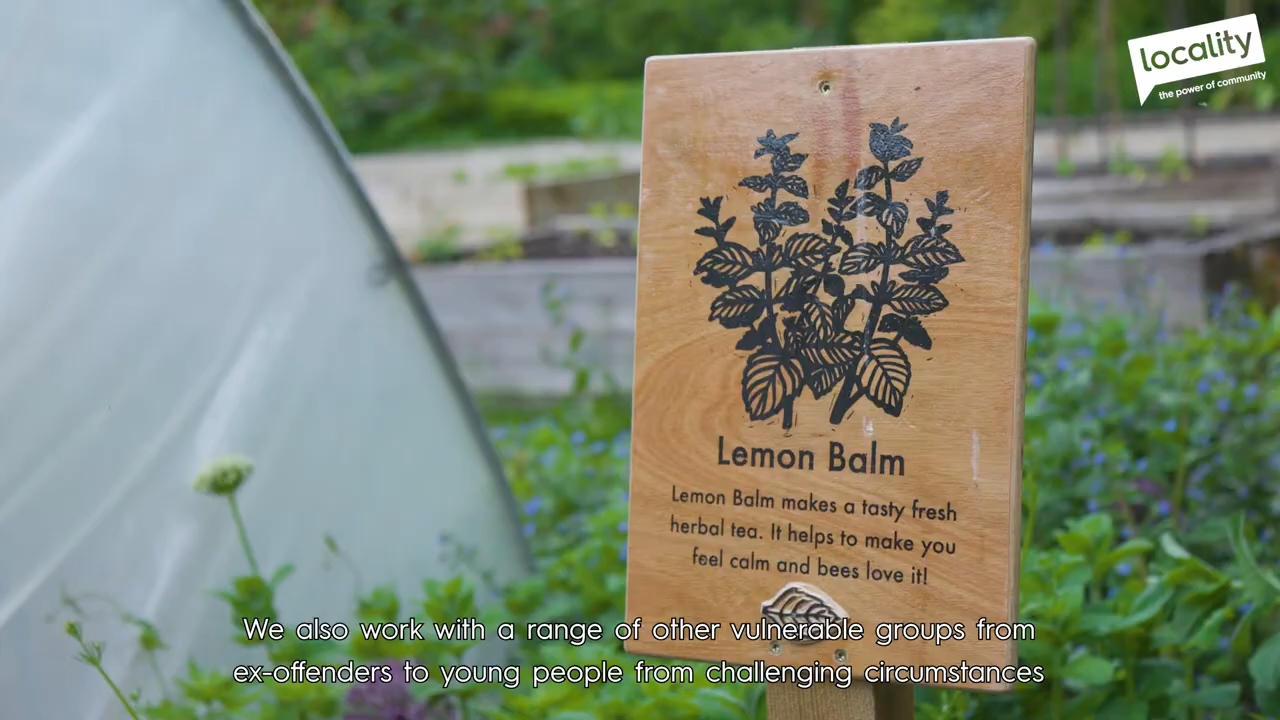 locality
the power of community
Lemon Balm
Lemon Balm makes a tasty fresh
herbal tea. It helps to make you
feel calm and bees love it!
We also work with a range of other vulnerable groups from
ex-offenders to young people from challenging circumstances